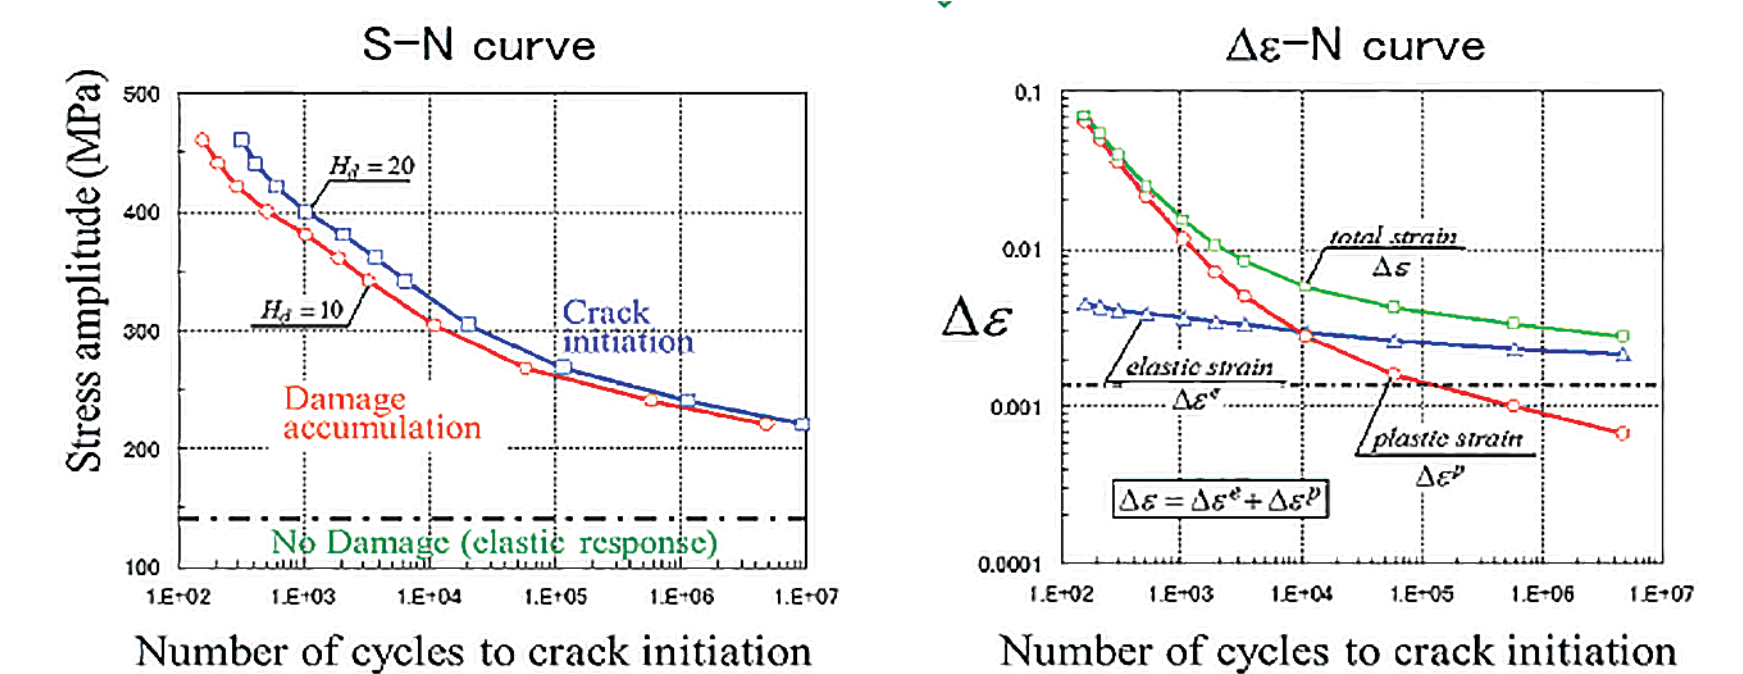 S-N curve
Stress amplitude (MPa)
500
400
300
200
100
H_d = 20
H_d = 10
Crack
initiation
Damage
accumulation
No Damage (elastic response)
1.E+02 1.E+03 1.E+04 1.E+05 1.E+06 1.E+07
Number of cycles to crack initiation
Δε-N curve
Δε
0.1
0.01
0.001
0.0001
total strain
Δε
elastic strain
Δε^e
plastic strain
Δε^p
Δε = Δε^e + Δε^p
1.E+02 1.E+03 1.E+04 1.E+05 1.E+06 1.E+07
Number of cycles to crack initiation